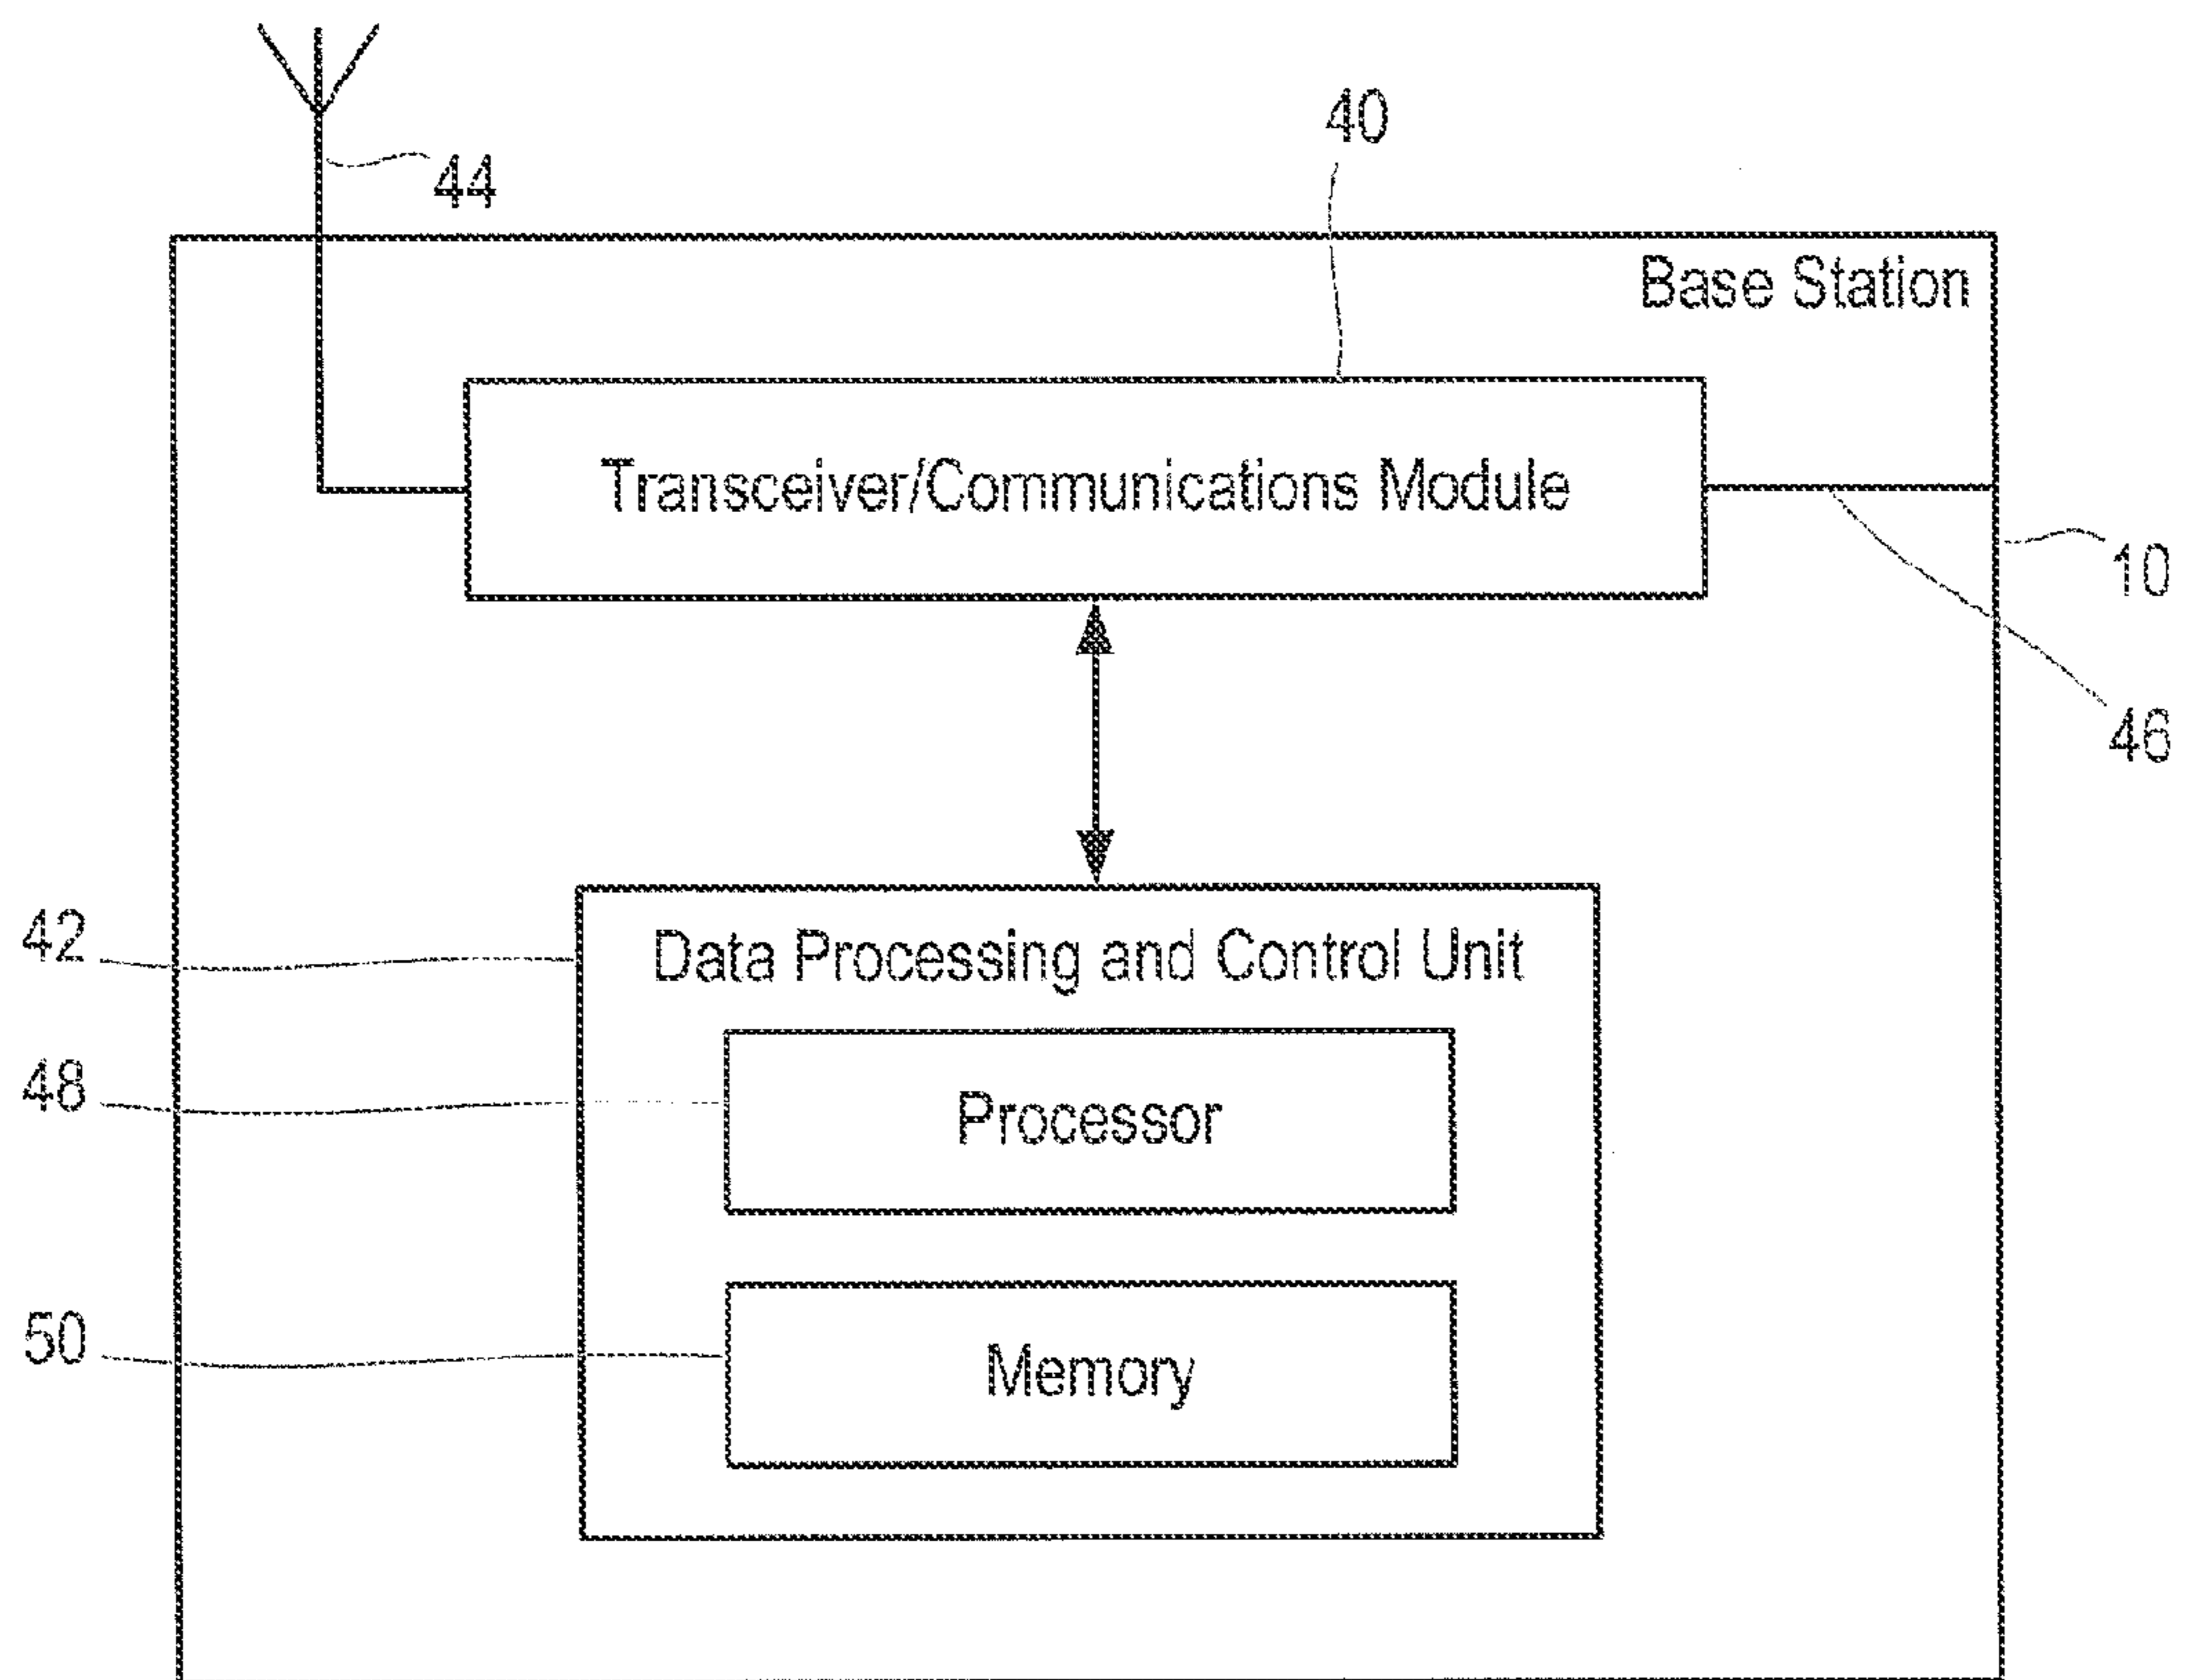 40
44
Base Station
Transceiver/Communications Module
10
46
42
Data Processing and Control Unit
48
Processor
50
Memory